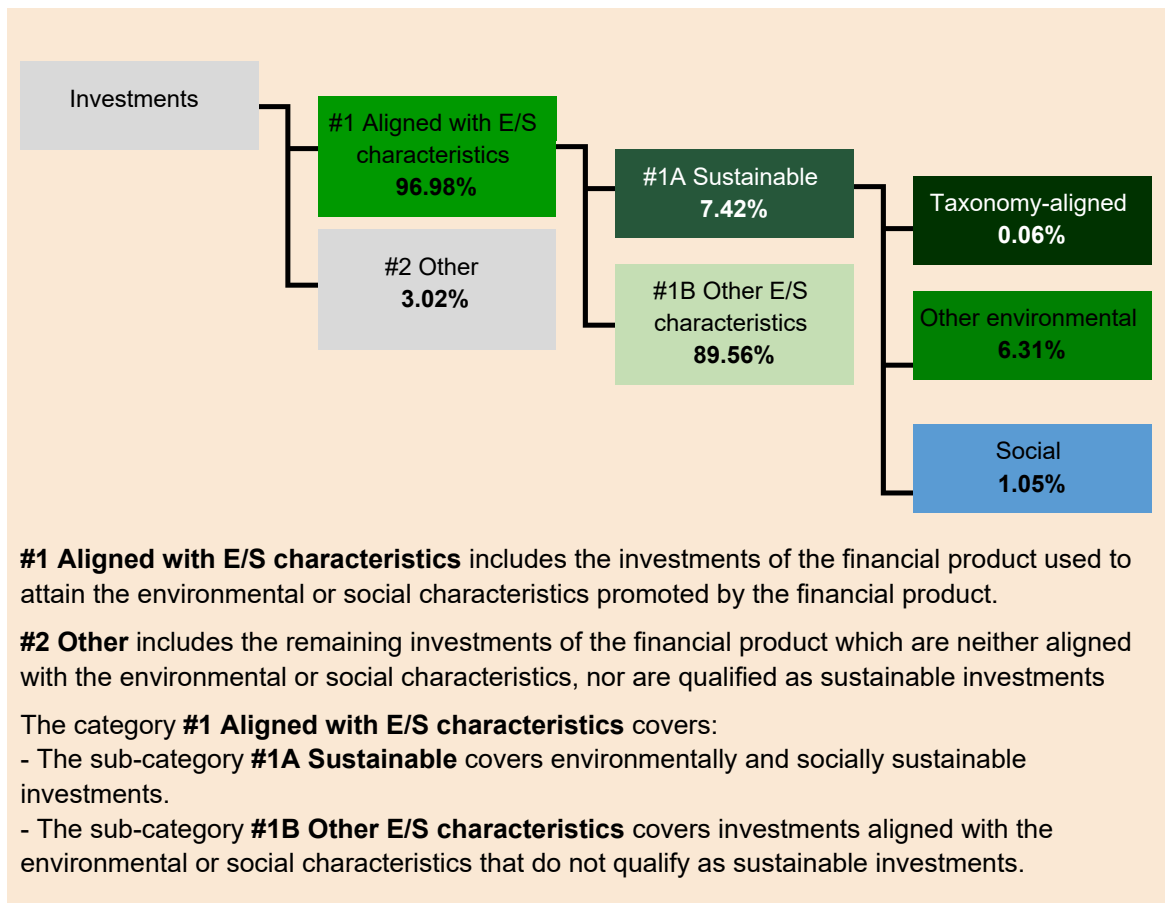 Investments
#1 Aligned with E/S
characteristics
96.98%
#2 Other
3.02%
#1A Sustainable
7.42%
#1B Other E/S
characteristics
89.56%
Taxonomy-aligned
0.06%
Other environmental
6.31%
Social
1.05%
#1 Aligned with E/S characteristics includes the investments of the financial product used to
attain the environmental or social characteristics promoted by the financial product.
#2 Other includes the remaining investments of the financial product which are neither aligned
with the environmental or social characteristics, nor are qualified as sustainable investments
The category #1 Aligned with E/S characteristics covers:
- The sub-category #1A Sustainable covers environmentally and socially sustainable
investments.
- The sub-category #1B Other E/S characteristics covers investments aligned with the
environmental or social characteristics that do not qualify as sustainable investments.